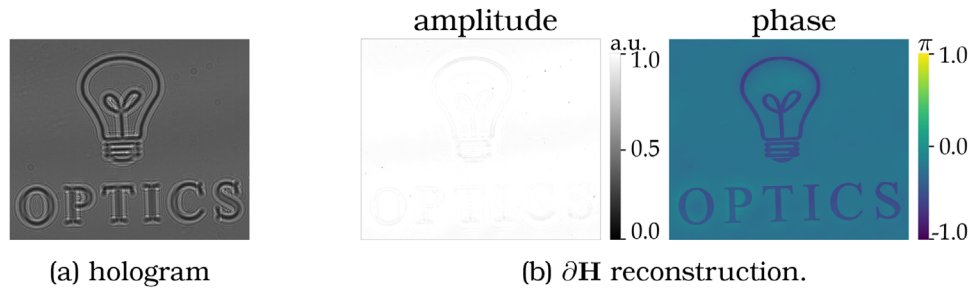 amplitude
phase
a.u.
1.0
0.5
0.0
π
1.0
0.0
-1.0
OPTICS
OPTICS
OPTICS
(a) hologram
(b) ∂H reconstruction.